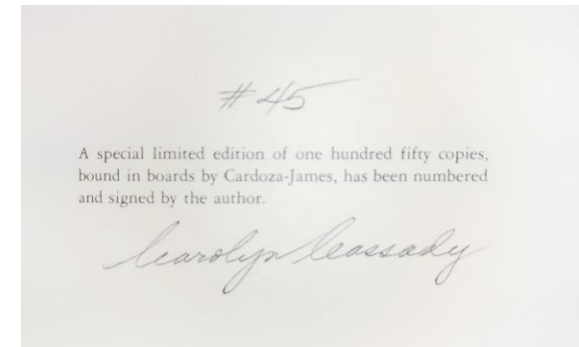 #45
A special limited edition of one hundred fifty copies,
bound in boards by Cardoza-James, has been numbered
and signed by the author.
Carolyn Cassady